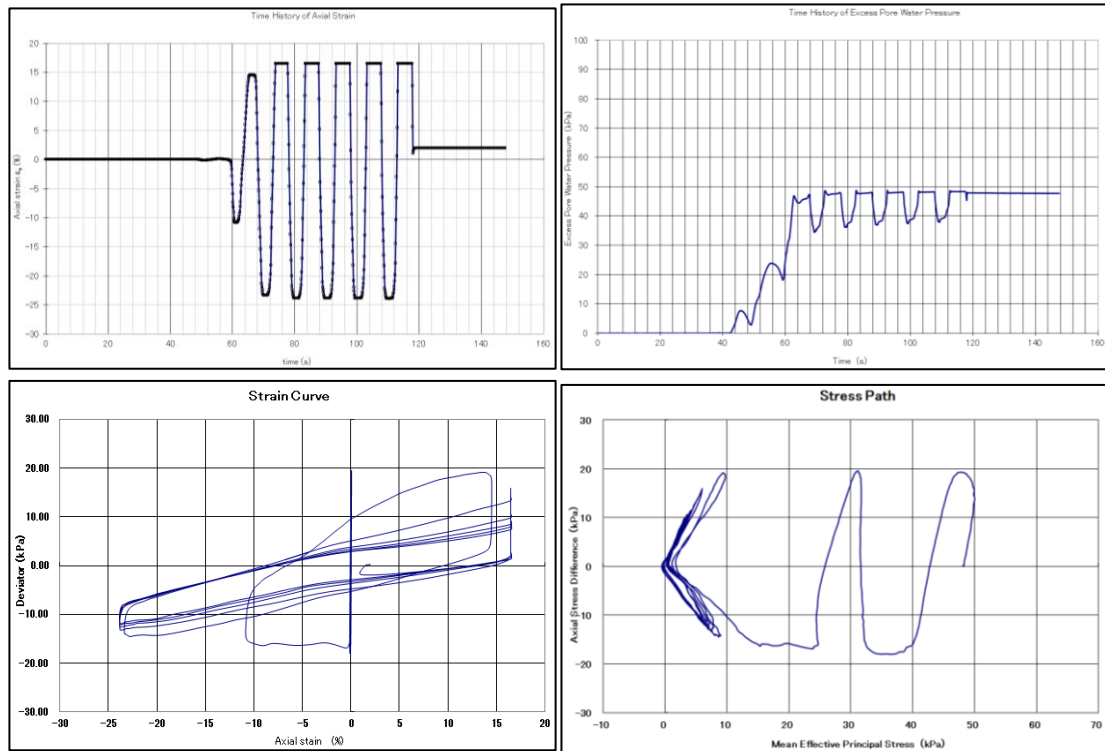 Time History of Axial Strain
20
15
10
5
0
-5
-10
-15
-20
-25
-30
Axial strain εa (%)
0 20 40 60 80 100 120 140 160
time (s)
Time History of Excess Pore Water Pressure
100
90
80
70
60
50
40
30
20
10
0
Excess Pore Water Pressure (kPa)
0 20 40 60 80 100 120 140 160
Time (s)
Strain Curve
30.00
20.00
10.00
0.00
-10.00
-20.00
-30.00
Deviator (kPa)
-30 -25 -20 -15 -10 -5 0 5 10 15 20
Axial stain (%)
Stress Path
30
20
10
0
-10
-20
-30
Axial Stress Difference (kPa)
-10 0 10 20 30 40 50 60 70
Mean Effective Principal Stress (kPa)